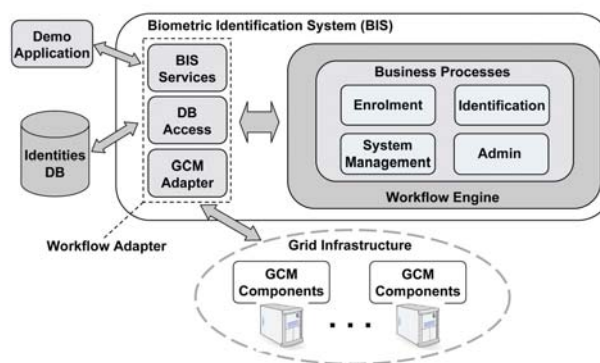 Biometric Identification System (BIS)
Demo
Application
BIS
Services
DB
Access
GCM
Adapter
Identities
DB
Business Processes
Enrolment
Identification
System
Management
Admin
Workflow Engine
Workflow Adapter
Grid Infrastructure
GCM
Components
. . .
GCM
Components